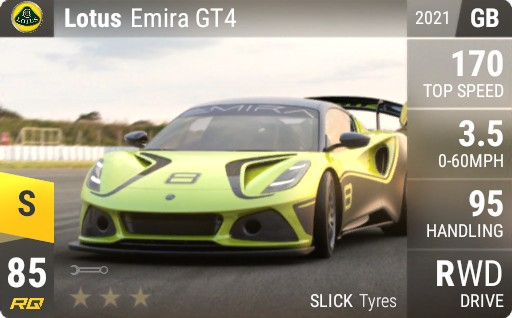 LOTUS
Lotus Emira GT4
2021 GB
170
TOP SPEED
3.5
0-60MPH
95
HANDLING
RWD
DRIVE
EMIRA
8
8
S
85
RQ
SLICK Tyres